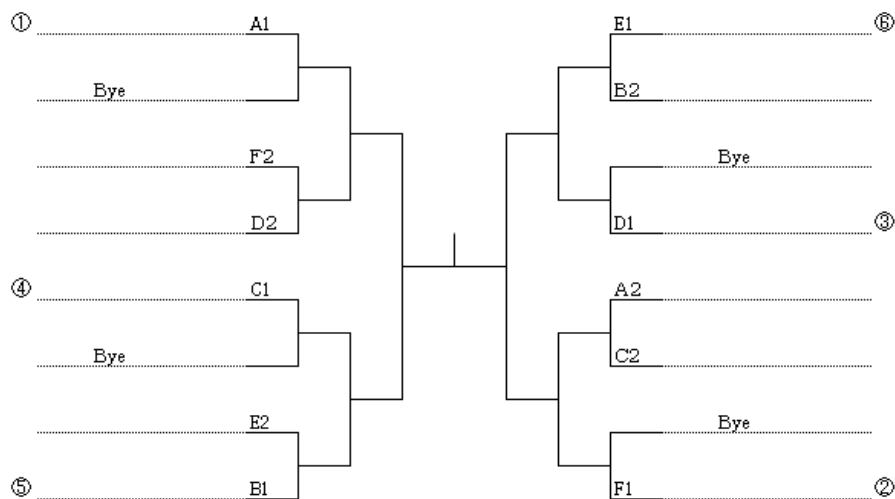 ① A1
Bye
F2
D2
④ C1
Bye
E2
⑤ B1
E1 ⑥
B2
Bye
D1 ③
A2
C2
Bye
F1 ②